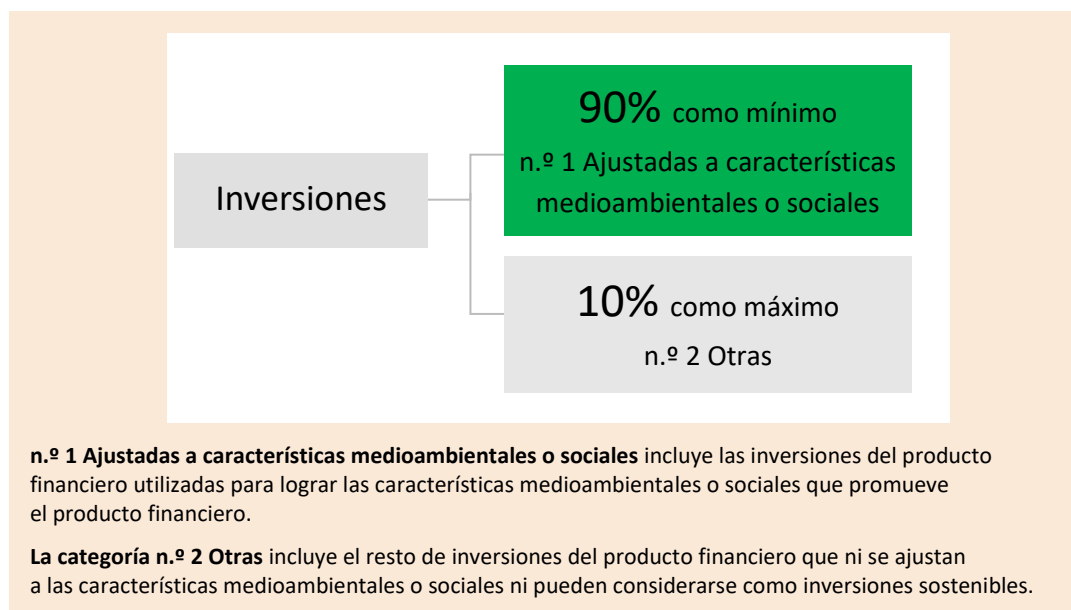 90% como mínimo
n.º 1 Ajustadas a características
medioambientales o sociales
Inversiones
10% como máximo
n.º 2 Otras
n.º 1 Ajustadas a características medioambientales o sociales incluye las inversiones del producto
financiero utilizadas para lograr las características medioambientales o sociales que promueve
el producto financiero.
La categoría n.º 2 Otras incluye el resto de inversiones del producto financiero que ni se ajustan
a las características medioambientales o sociales ni pueden considerarse como inversiones sostenibles.